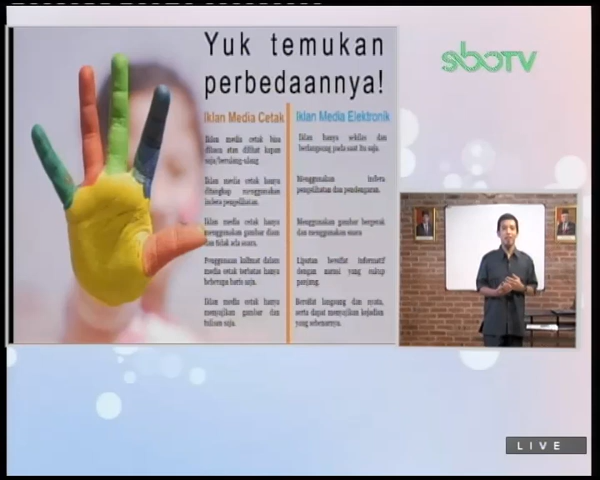 Yuk temukan
perbedaannya!
sboTV
Iklan Media Cetak
Iklan media cetak bisa
dibaca atau dilihat kapan
saja/berulang-ulang
Iklan media cetak hanya
ditangkap menggunakan
indera penglihatan.
Iklan media cetak hanya
menggunakan gambar diam
dan tidak ada suara.
Penggunaan kalimat dalam
media cetak terbatas hanya
beberapa baris saja.
Iklan media cetak hanya
menyajikan gambar dan
tulisan saja.
Iklan Media Elektronik
Iklan hanya sekilas dan
berlangsung pada saat itu saja.
Menggunakan indera
penglihatan dan pendengaran.
Menggunakan gambar bergerak
dan menggunakan suara
Liputan bersifat informatif
dengan narasi yang cukup
panjang.
Bersifat langsung dan nyata,
serta dapat menyajikan kejadian
yang sebenarnya.
LIVE